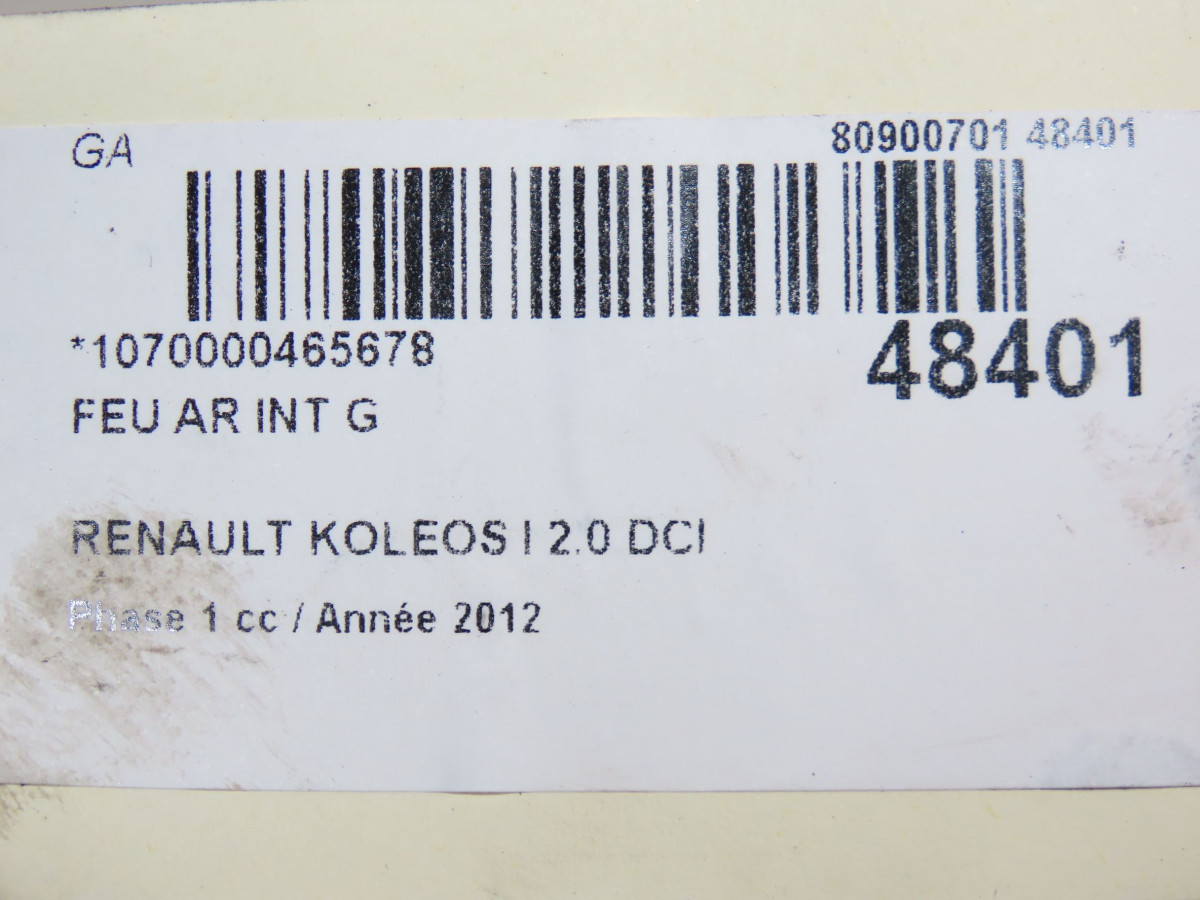 GA
80900701 48401
*1070000465678
48401
FEU AR INT G
RENAULT KOLEOS I 2.0 DCI
Phase 1 cc / Année 2012